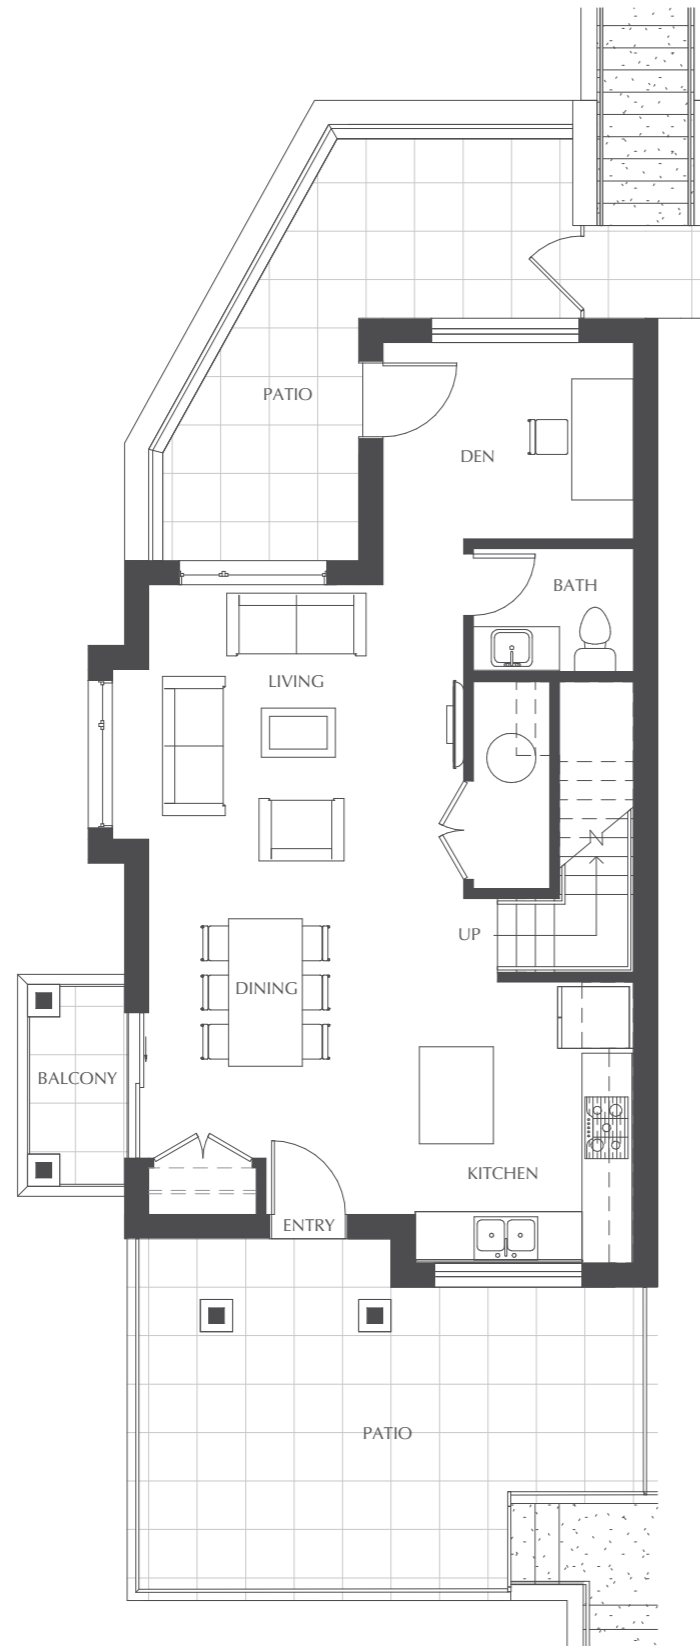 PATIO
DEN
BATH
LIVING
UP
DINING
BALCONY
KITCHEN
ENTRY
PATIO